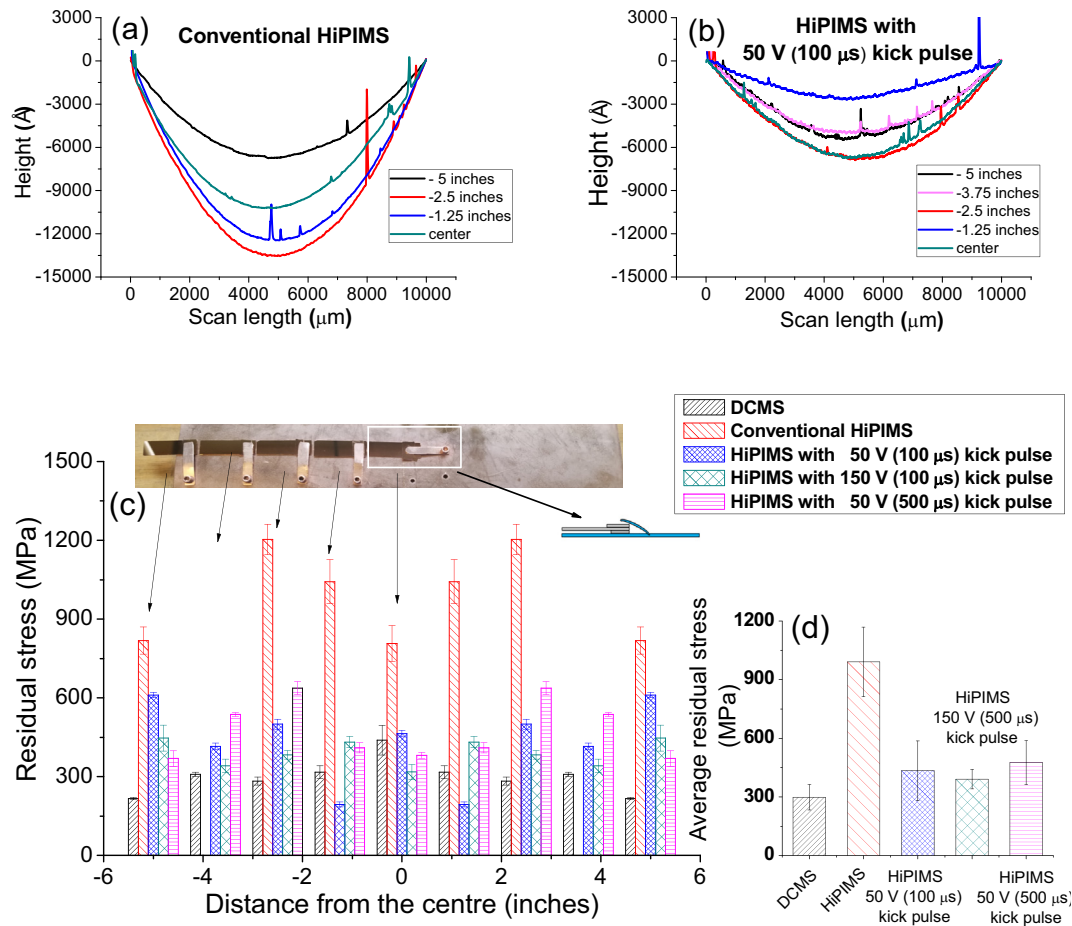 (a)
Conventional HiPIMS
3000
0
-3000
-6000
-9000
-12000
-15000
Height (Å)
0 2000 4000 6000 8000 10000
Scan length (μm)
- 5 inches
-2.5 inches
-1.25 inches
center
(b)
HiPIMS with
50 V (100 μs) kick pulse
3000
0
-3000
-6000
-9000
-12000
-15000
Height (Å)
0 2000 4000 6000 8000 10000
Scan length (μm)
- 5 inches
-3.75 inches
-2.5 inches
-1.25 inches
center
DCMS
Conventional HiPIMS
HiPIMS with 50 V (100 μs) kick pulse
HiPIMS with 150 V (100 μs) kick pulse
HiPIMS with 50 V (500 μs) kick pulse
(c)
1500
1200
900
600
300
0
Residual stress (MPa)
-6 -4 -2 0 2 4 6
Distance from the centre (inches)
(d)
1200
900
600
300
0
Average residual stress
(MPa)
HiPIMS
150 V (500 μs)
kick pulse
DCMS
HiPIMS
HiPIMS
50 V (100 μs)
kick pulse
HiPIMS
50 V (500 μs)
kick pulse